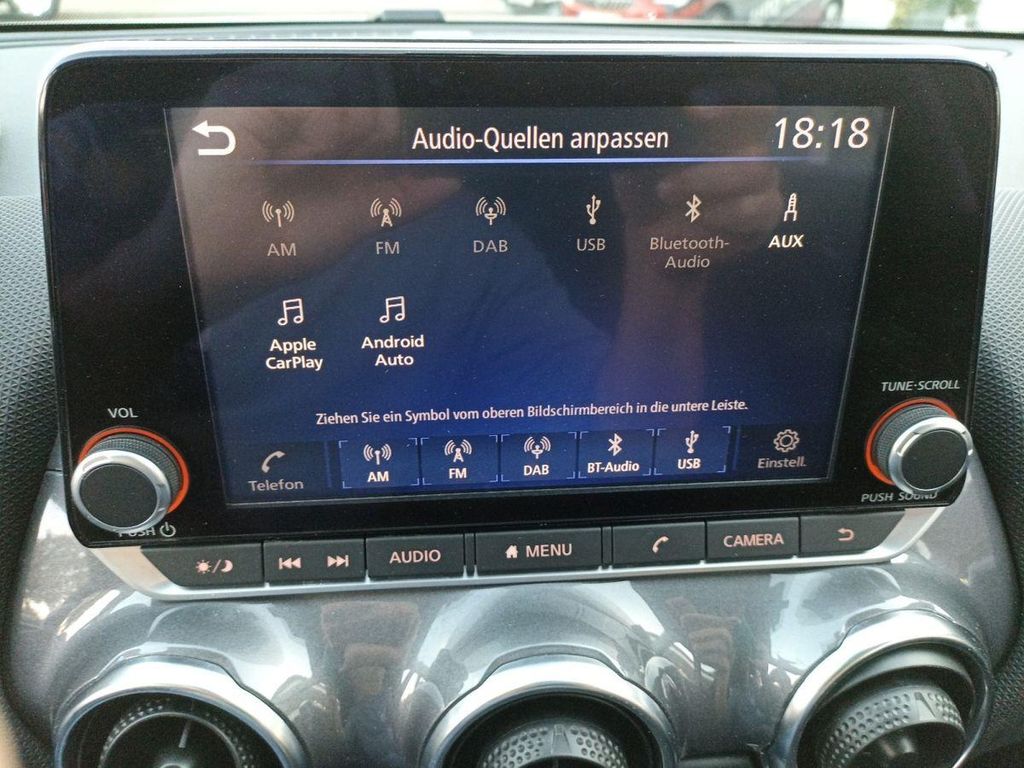 Audio-Quellen anpassen
18:18
AM
FM
DAB
USB
Bluetooth-
Audio
AUX
Apple
CarPlay
Android
Auto
Ziehen Sie ein Symbol vom oberen Bildschirmbereich in die untere Leiste.
Telefon
AM
FM
DAB
BT-Audio
USB
Einstell.
VOL
PUSH
TUNE·SCROLL
PUSH SOUND
AUDIO
MENU
CAMERA